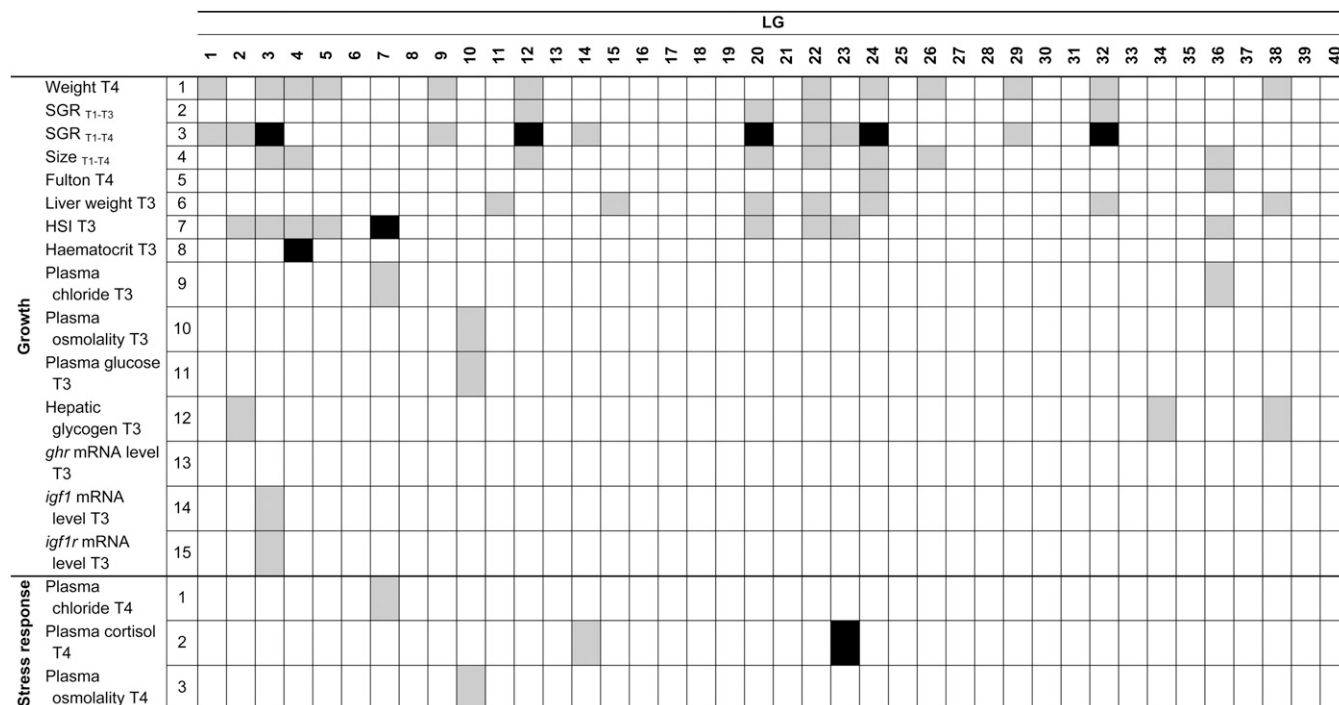 LG
1 2 3 4 5 6 7 8 9 10 11 12 13 14 15 16 17 18 19 20 22 23 24 25 26 27 28 29 30 31 32 33 34 35 36 37 38 39 40
Growth
Weight T4 1
SGR T1-T3 2
SGR T1-T4 3
Size T1-T4 4
Fulton T4 5
Liver weight T3 6
HSI T3 7
Haematocrit T3 8
Plasma
chloride T3 9
Plasma
osmolality T3 10
Plasma glucose
T3 11
Hepatic
glycogen T3 12
ghr mRNA level
T3 13
igf1 mRNA
level T3 14
igf1r mRNA
level T3 15
Stress response
Plasma
chloride T4 1
Plasma cortisol
T4 2
Plasma
osmolality T4 3